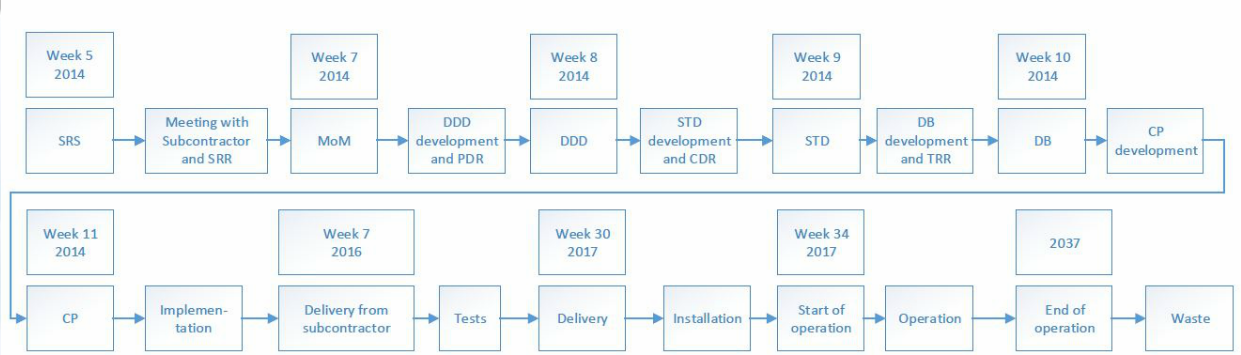 Week 5
2014
Week 7
2014
Week 8
2014
Week 9
2014
Week 10
2014
SRS
Meeting with
Subcontractor
and SRR
MoM
DDD
development
and PDR
DDD
STD
development
and CDR
STD
DB
development
and TRR
DB
CP
development
Week 11
2014
Week 7
2016
Week 30
2017
Week 34
2017
2037
CP
Implemen-
tation
Delivery from
subcontractor
Tests
Delivery
Installation
Start of
operation
Operation
End of
operation
Waste